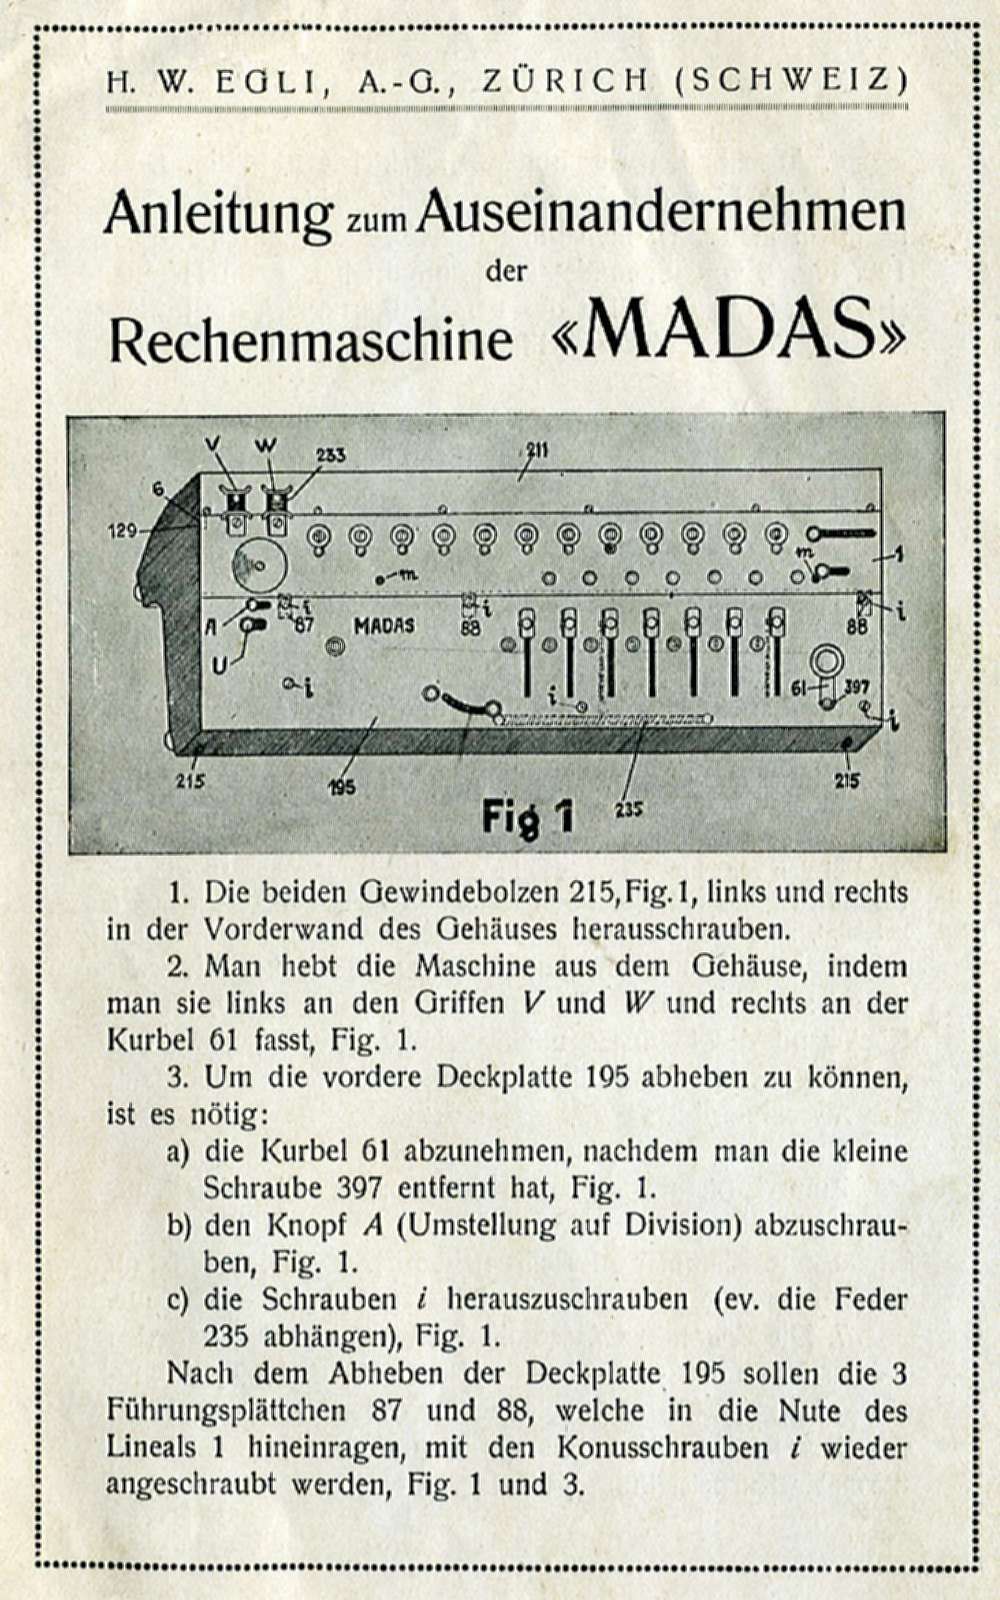 H. W. EGLI, A.-G., ZÜRICH (SCHWEIZ)
Anleitung zum Auseinandernehmen
der
Rechenmaschine «MADAS»
V W 233 211
6
129
m m 1
A i 87 MADAS i 88 88 i
U
i i 61 397
i
215 195 235 215
Fig 1
1. Die beiden Gewindebolzen 215, Fig. 1, links und rechts
in der Vorderwand des Gehäuses herausschrauben.
2. Man hebt die Maschine aus dem Gehäuse, indem
man sie links an den Griffen V und W und rechts an der
Kurbel 61 fasst, Fig. 1.
3. Um die vordere Deckplatte 195 abheben zu können,
ist es nötig:
a) die Kurbel 61 abzunehmen, nachdem man die kleine
Schraube 397 entfernt hat, Fig. 1.
b) den Knopf A (Umstellung auf Division) abzuschrau-
ben, Fig. 1.
c) die Schrauben i herauszuschrauben (ev. die Feder
235 abhängen), Fig. 1.
Nach dem Abheben der Deckplatte 195 sollen die 3
Führungsplättchen 87 und 88, welche in die Nute des
Lineals 1 hineinragen, mit den Konusschrauben i wieder
angeschraubt werden, Fig. 1 und 3.